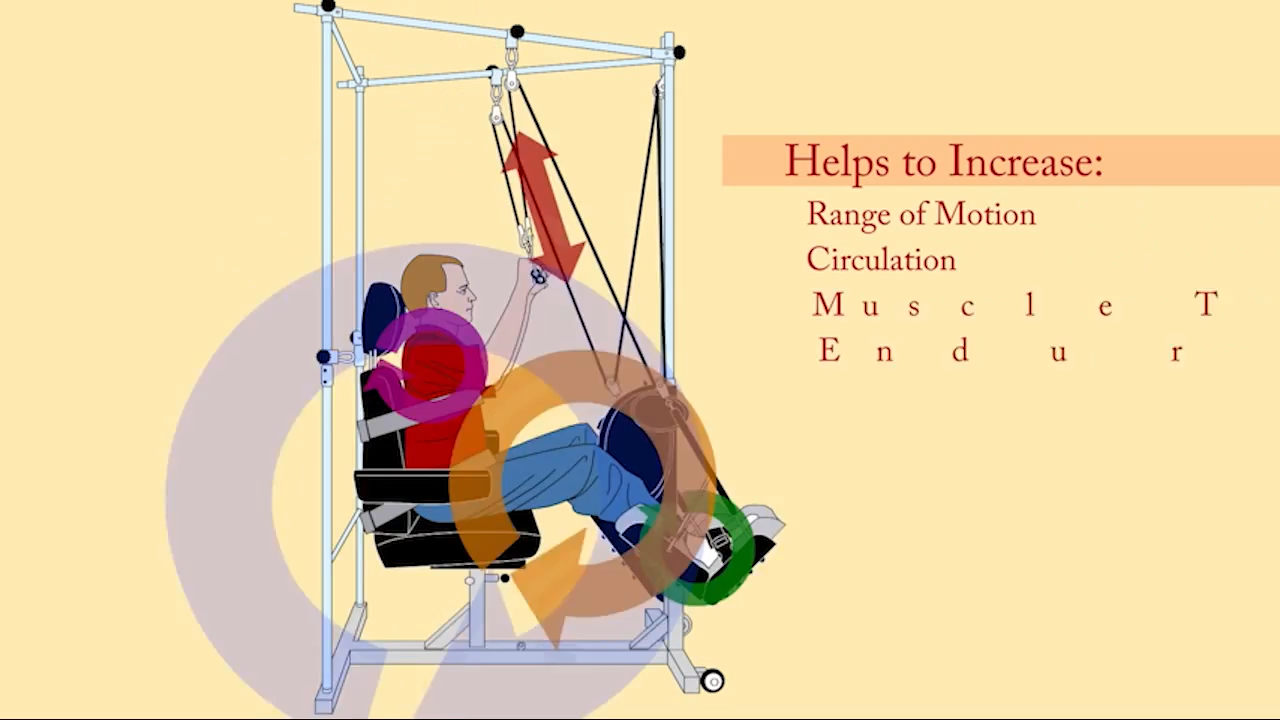 Helps to Increase:
Range of Motion
Circulation
Muscle T
Endur